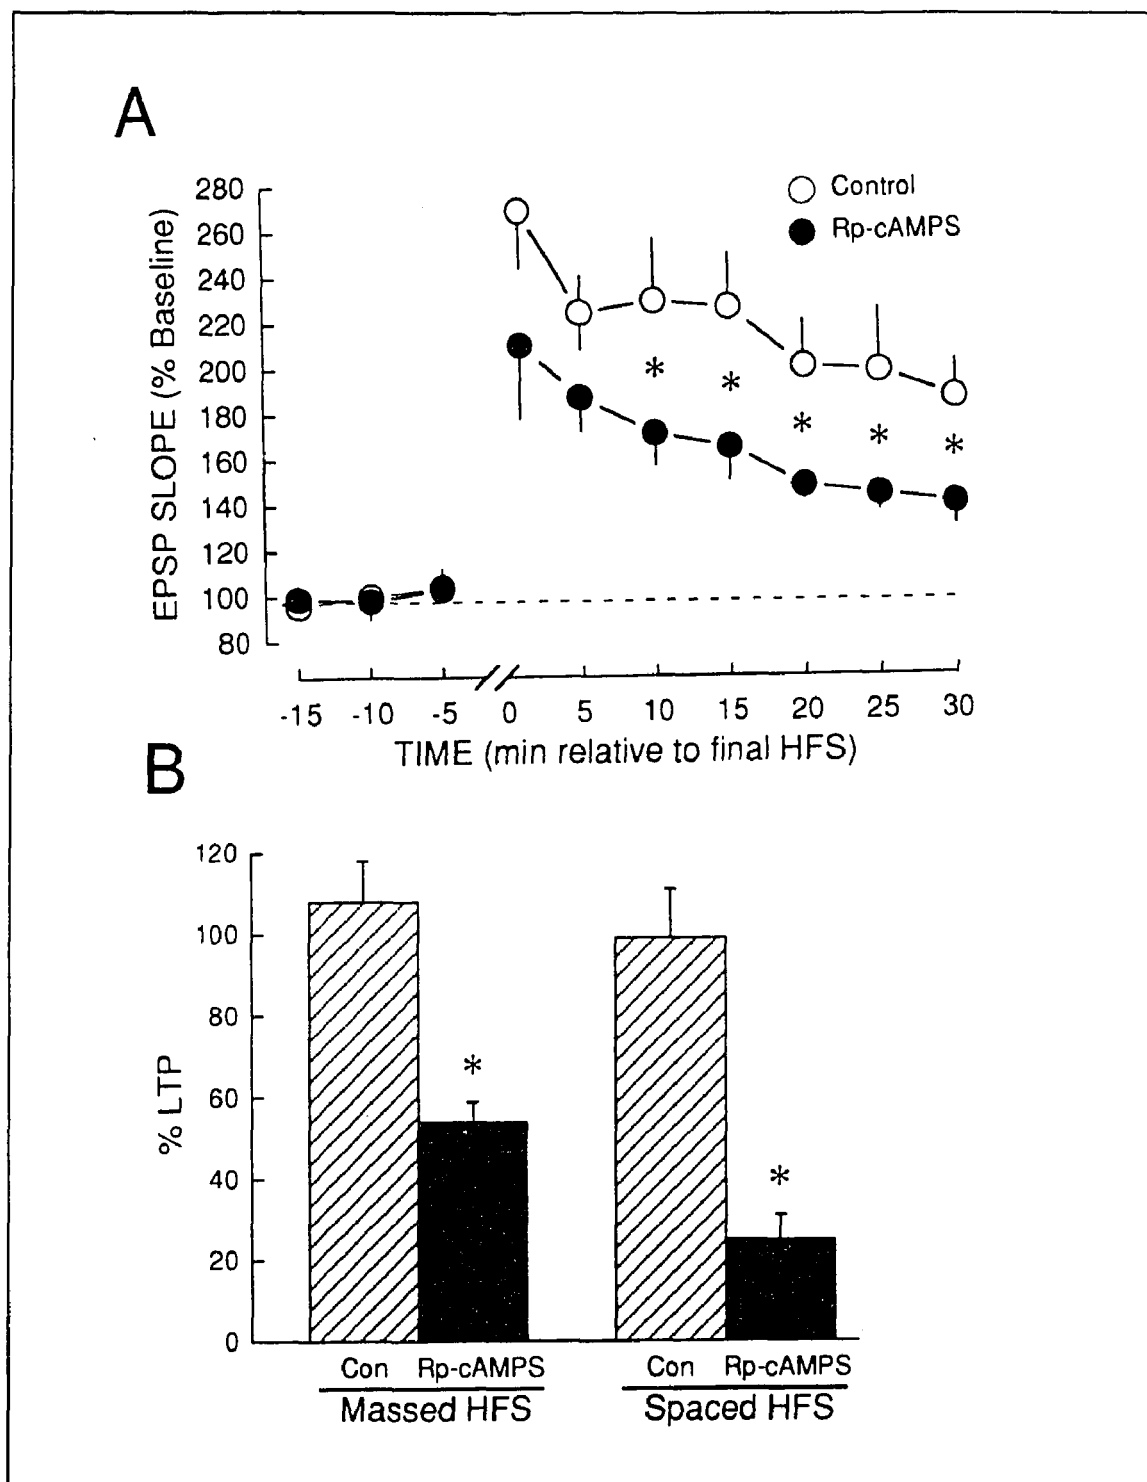 A
Control
Rp-cAMPS
EPSP SLOPE (% Baseline)
280
260
240
220
200
180
160
140
120
100
80
* * * * *
-15 -10 -5 0 5 10 15 20 25 30
TIME (min relative to final HFS)
B
% LTP
120
100
80
60
40
20
0
*
*
Con Rp-cAMPS Con Rp-cAMPS
Massed HFS Spaced HFS